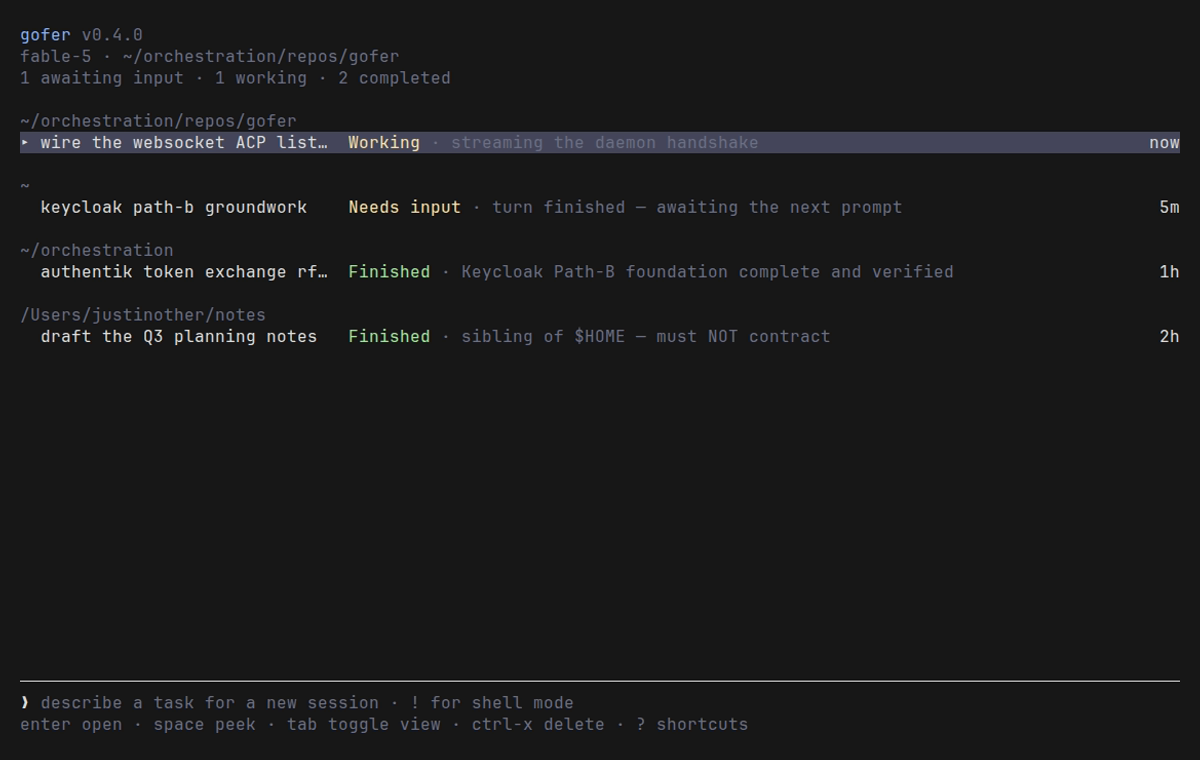 gofer v0.4.0
fable-5 · ~/orchestration/repos/gofer
1 awaiting input · 1 working · 2 completed
~/orchestration/repos/gofer
▸ wire the websocket ACP list… Working · streaming the daemon handshake now
~
keycloak path-b groundwork Needs input · turn finished — awaiting the next prompt 5m
~/orchestration
authentik token exchange rf… Finished · Keycloak Path-B foundation complete and verified 1h
/Users/justinother/notes
draft the Q3 planning notes Finished · sibling of $HOME — must NOT contract 2h
❯ describe a task for a new session · ! for shell mode
enter open · space peek · tab toggle view · ctrl-x delete · ? shortcuts